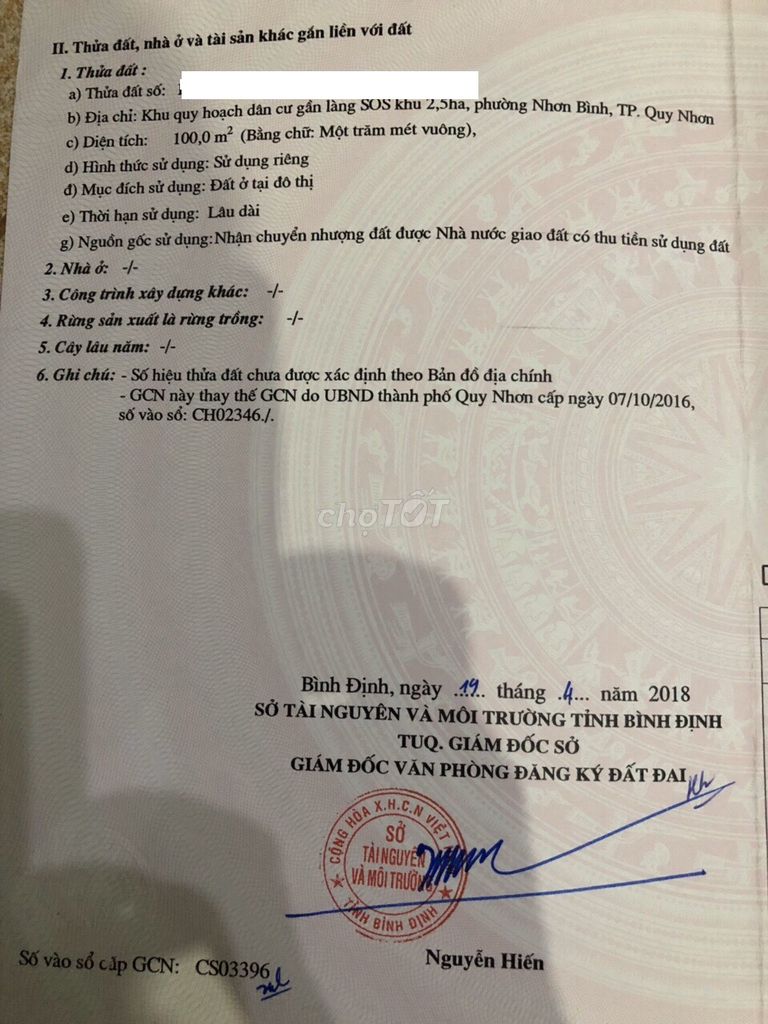 II. Thửa đất, nhà ở và tài sản khác gắn liền với đất
1. Thửa đất :
a) Thửa đất số:
b) Địa chỉ: Khu quy hoạch dân cư gần làng SOS khu 2,5ha, phường Nhơn Bình, TP. Quy Nhơn
c) Diện tích: 100,0 m² (Bằng chữ: Một trăm mét vuông),
d) Hình thức sử dụng: Sử dụng riêng
đ) Mục đích sử dụng: Đất ở tại đô thị
e) Thời hạn sử dụng: Lâu dài
g) Nguồn gốc sử dụng:Nhận chuyển nhượng đất được Nhà nước giao đất có thu tiền sử dụng đất
2. Nhà ở: -/-
3. Công trình xây dựng khác: -/-
4. Rừng sản xuất là rừng trồng: -/-
5. Cây lâu năm: -/-
6. Ghi chú: - Số hiệu thửa đất chưa được xác định theo Bản đồ địa chính
- GCN này thay thế GCN do UBND thành phố Quy Nhơn cấp ngày 07/10/2016,
số vào sổ: CH02346./.
chợTỐT
Bình Định, ngày ..19.. tháng .4... năm 2018
SỞ TÀI NGUYÊN VÀ MÔI TRƯỜNG TỈNH BÌNH ĐỊNH
TUQ. GIÁM ĐỐC SỞ
GIÁM ĐỐC VĂN PHÒNG ĐĂNG KÝ ĐẤT ĐAI
CỘNG HÒA X.H.C.N VIỆT
SỞ
TÀI NGUYÊN
VÀ MÔI TRƯỜNG
TỈNH BÌNH ĐỊNH
Nguyễn Hiến
Số vào sổ cấp GCN: CS03396